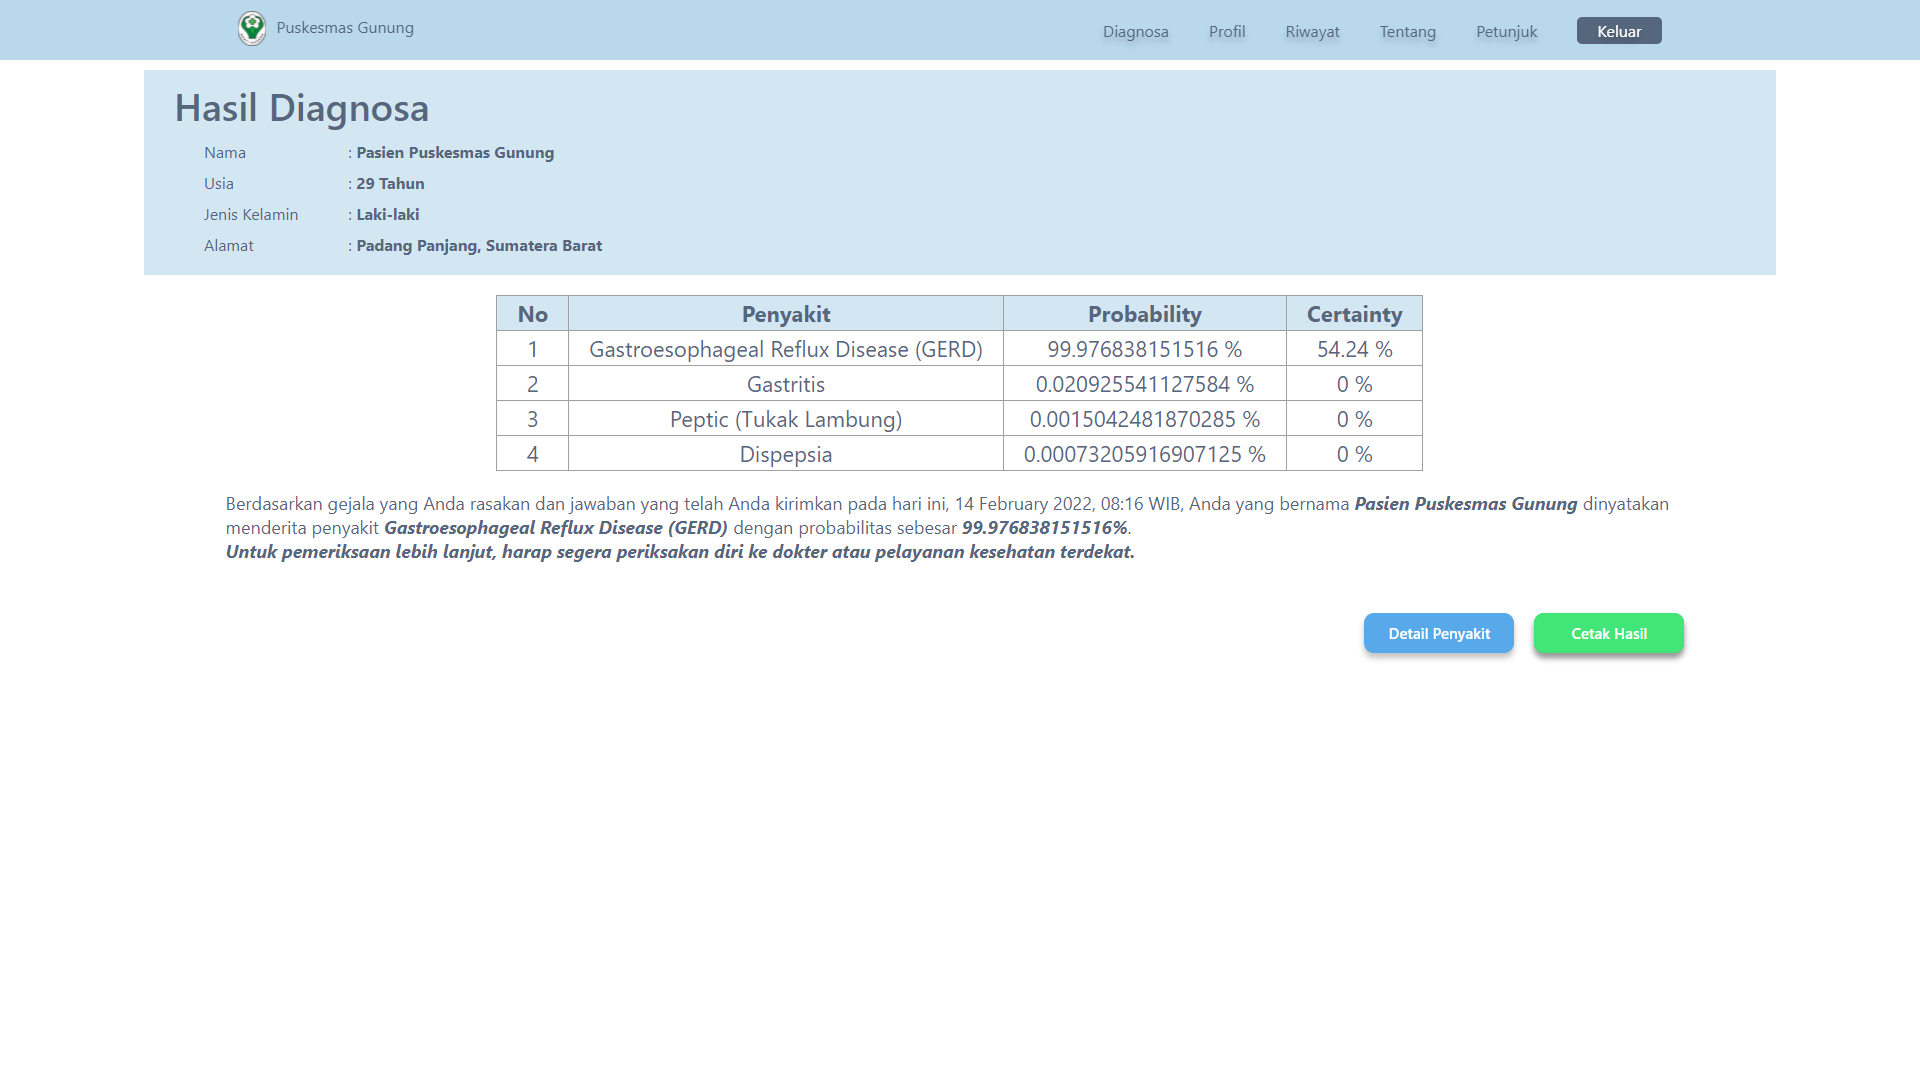 Puskesmas Gunung
Diagnosa Profil Riwayat Tentang Petunjuk Keluar
Hasil Diagnosa
Nama : Pasien Puskesmas Gunung
Usia : 29 Tahun
Jenis Kelamin : Laki-laki
Alamat : Padang Panjang, Sumatera Barat
No Penyakit Probability Certainty
1 Gastroesophageal Reflux Disease (GERD) 99.976838151516 % 54.24 %
2 Gastritis 0.020925541127584 % 0 %
3 Peptic (Tukak Lambung) 0.0015042481870285 % 0 %
4 Dispepsia 0.00073205916907125 % 0 %
Berdasarkan gejala yang Anda rasakan dan jawaban yang telah Anda kirimkan pada hari ini, 14 February 2022, 08:16 WIB, Anda yang bernama Pasien Puskesmas Gunung dinyatakan
menderita penyakit Gastroesophageal Reflux Disease (GERD) dengan probabilitas sebesar 99.976838151516%.
Untuk pemeriksaan lebih lanjut, harap segera periksakan diri ke dokter atau pelayanan kesehatan terdekat.
Detail Penyakit Cetak Hasil